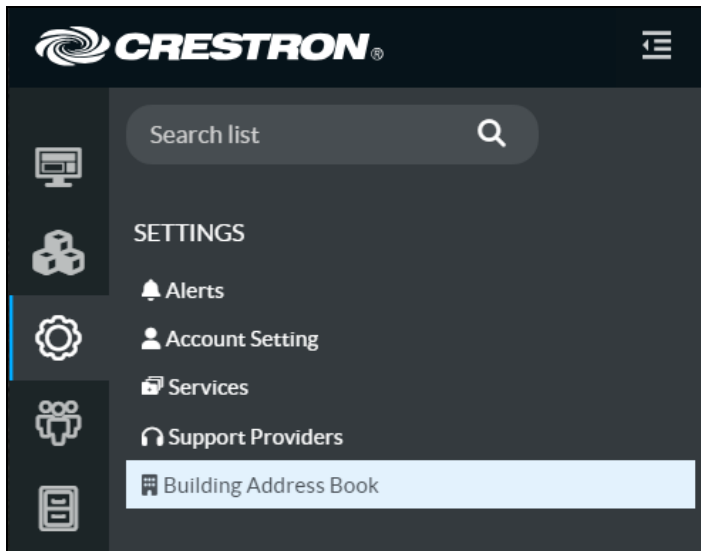 CRESTRON®
Search list
SETTINGS
Alerts
Account Setting
Services
Support Providers
Building Address Book